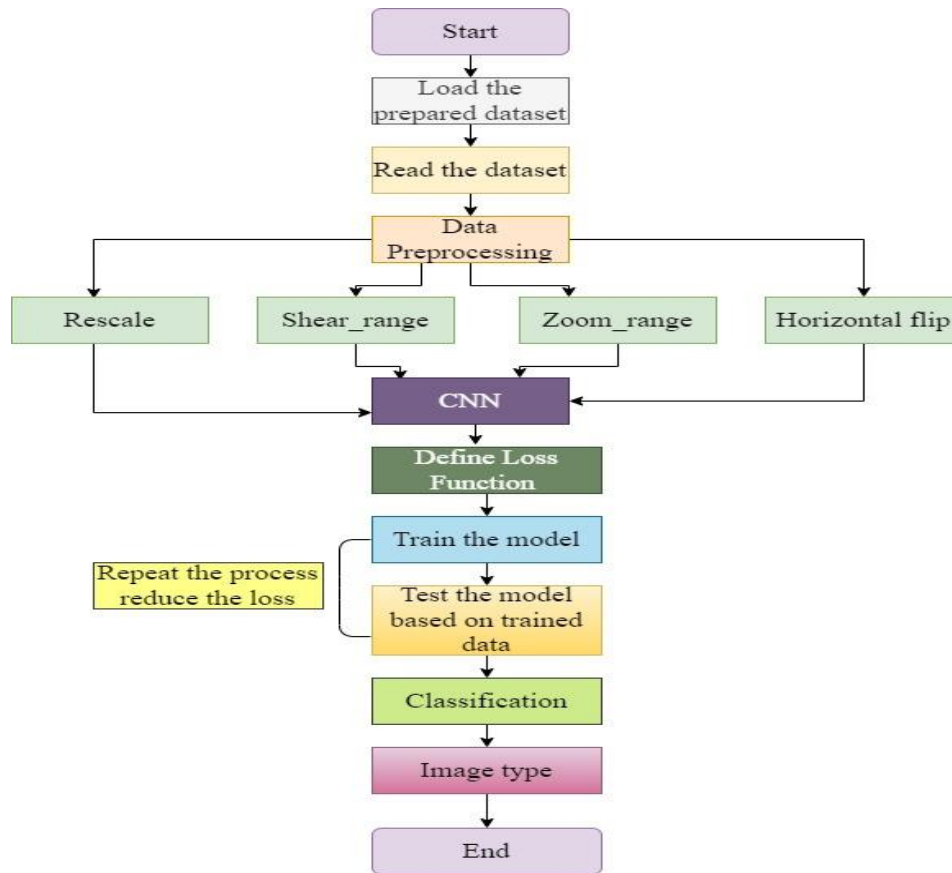 Start
Load the
prepared dataset
Read the dataset
Data
Preprocessing
Rescale
Shear_range
Zoom_range
Horizontal flip
CNN
Define Loss
Function
Train the model
Repeat the process
reduce the loss
Test the model
based on trained
data
Classification
Image type
End